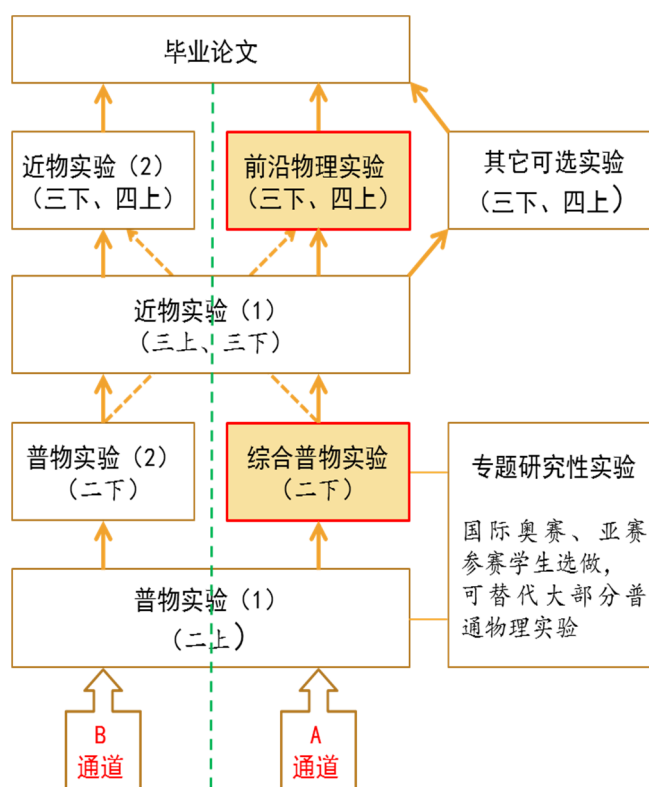 毕业论文
近物实验（2）
（三下、四上）
前沿物理实验
（三下、四上）
其它可选实验
（三下、四上）
近物实验（1）
（三上、三下）
普物实验（2）
（二下）
综合普物实验
（二下）
专题研究性实验
国际奥赛、亚赛
参赛学生选做，
可替代大部分普
通物理实验
普物实验（1）
（二上）
B
通道
A
通道